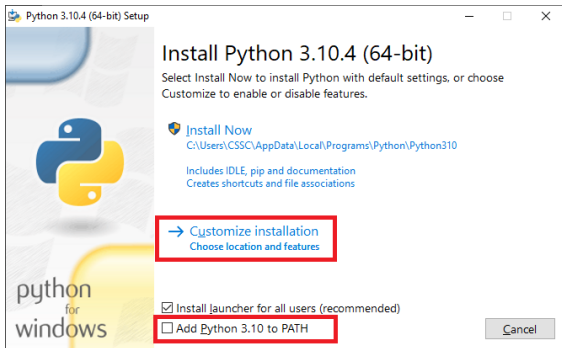 Python 3.10.4 (64-bit) Setup
Install Python 3.10.4 (64-bit)
Select Install Now to install Python with default settings, or choose
Customize to enable or disable features.
Install Now
C:\Users\CSSC\AppData\Local\Programs\Python\Python310
Includes IDLE, pip and documentation
Creates shortcuts and file associations
Customize installation
Choose location and features
python
for
windows
Install launcher for all users (recommended)
Add Python 3.10 to PATH
Cancel